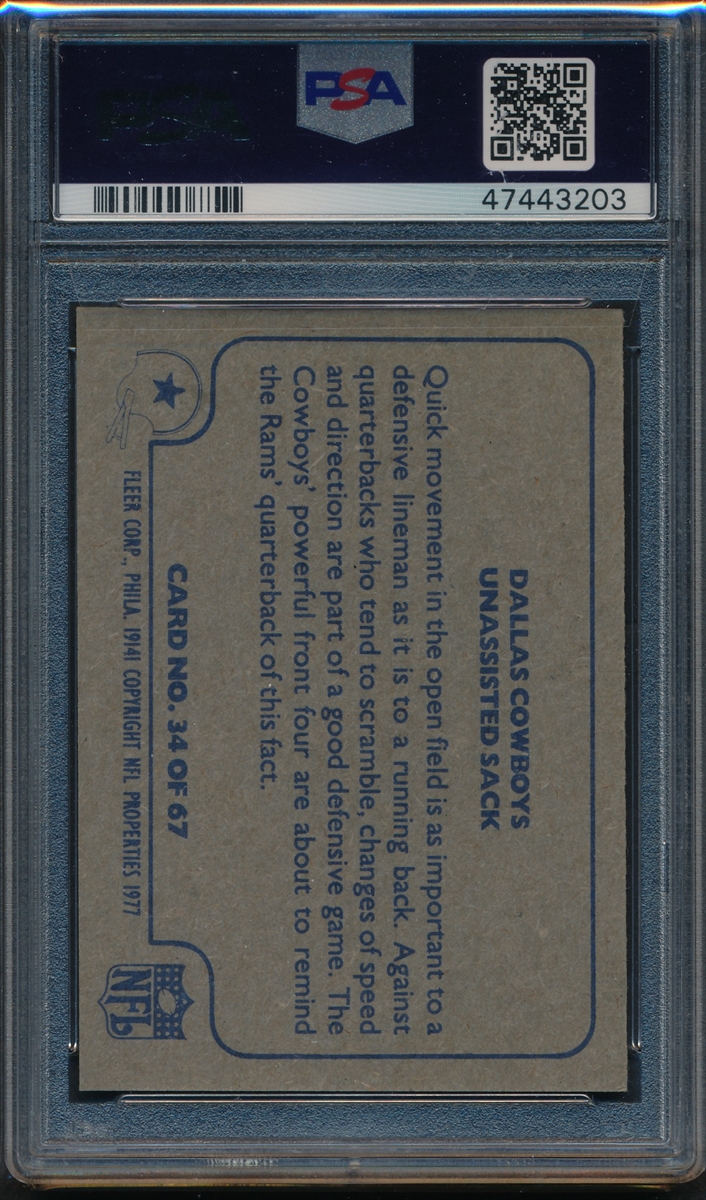 PSA
47443203
DALLAS COWBOYS
UNASSISTED SACK
Quick movement in the open field is as important to a
defensive lineman as it is to a running back. Against
quarterbacks who tend to scramble, changes of speed
and direction are part of a good defensive game. The
Cowboys' powerful front four are about to remind
the Rams' quarterback of this fact.
CARD NO. 34 OF 67
FLEER CORP., PHILA. 19141 COPYRIGHT NFL PROPERTIES 1977
NFL